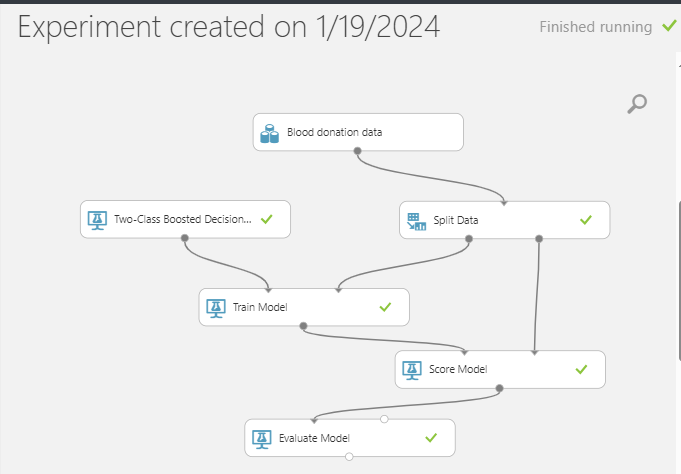 Experiment created on 1/19/2024
Finished running
Blood donation data
Two-Class Boosted Decision...
Split Data
Train Model
Score Model
Evaluate Model